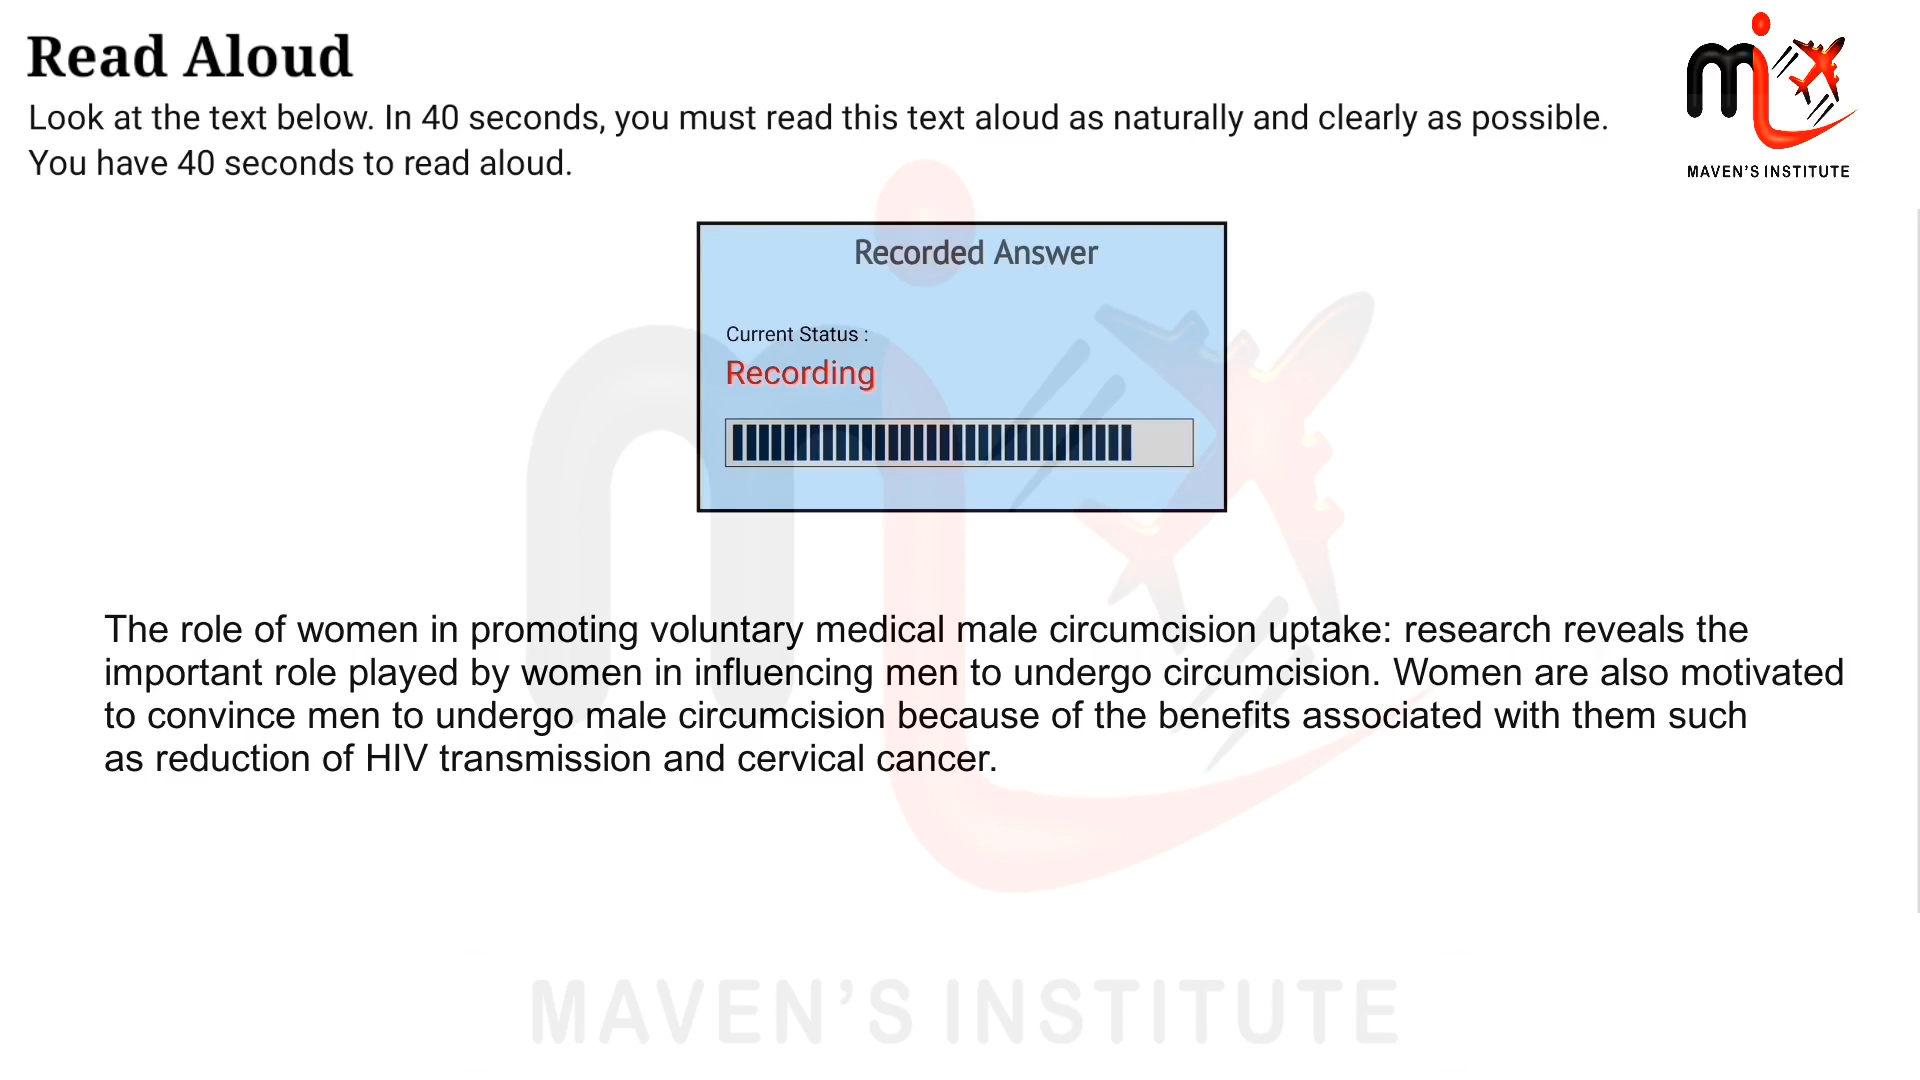 Read Aloud
Look at the text below. In 40 seconds, you must read this text aloud as naturally and clearly as possible.
You have 40 seconds to read aloud.
MAVEN'S INSTITUTE
Recorded Answer
Current Status :
Recording
The role of women in promoting voluntary medical male circumcision uptake: research reveals the
important role played by women in influencing men to undergo circumcision. Women are also motivated
to convince men to undergo male circumcision because of the benefits associated with them such
as reduction of HIV transmission and cervical cancer.
MAVEN'S INSTITUTE